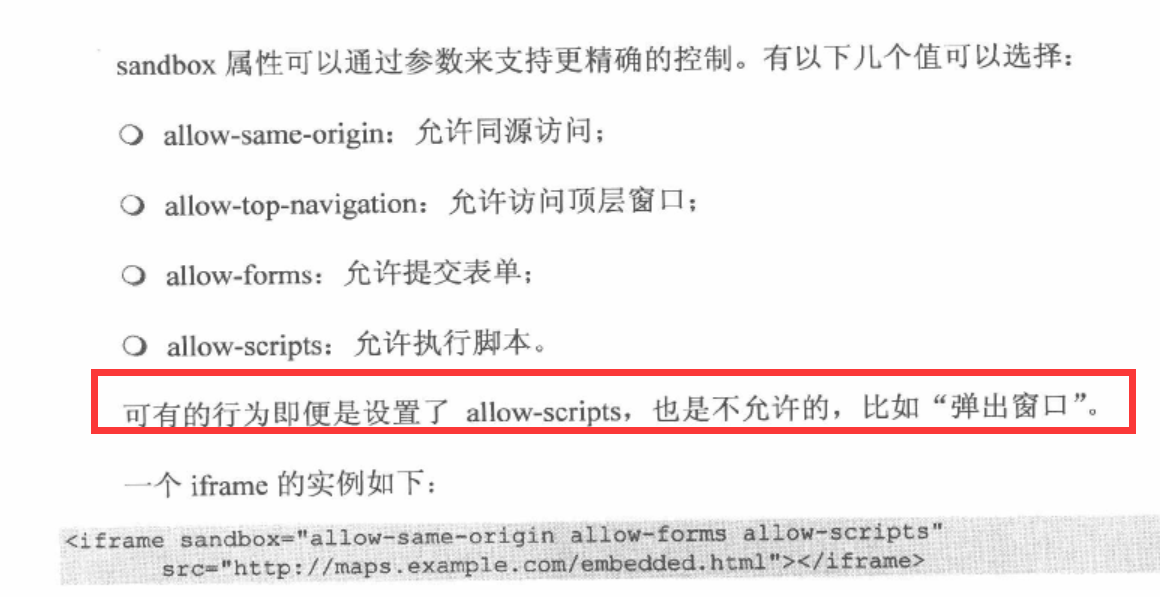 sandbox 属性可以通过参数来支持更精确的控制。有以下几个值可以选择：
❍ allow-same-origin：允许同源访问；
❍ allow-top-navigation：允许访问顶层窗口；
❍ allow-forms：允许提交表单；
❍ allow-scripts：允许执行脚本。
可有的行为即便是设置了 allow-scripts，也是不允许的，比如“弹出窗口”。
一个 iframe 的实例如下：
<iframe sandbox="allow-same-origin allow-forms allow-scripts"
src="http://maps.example.com/embedded.html"></iframe>